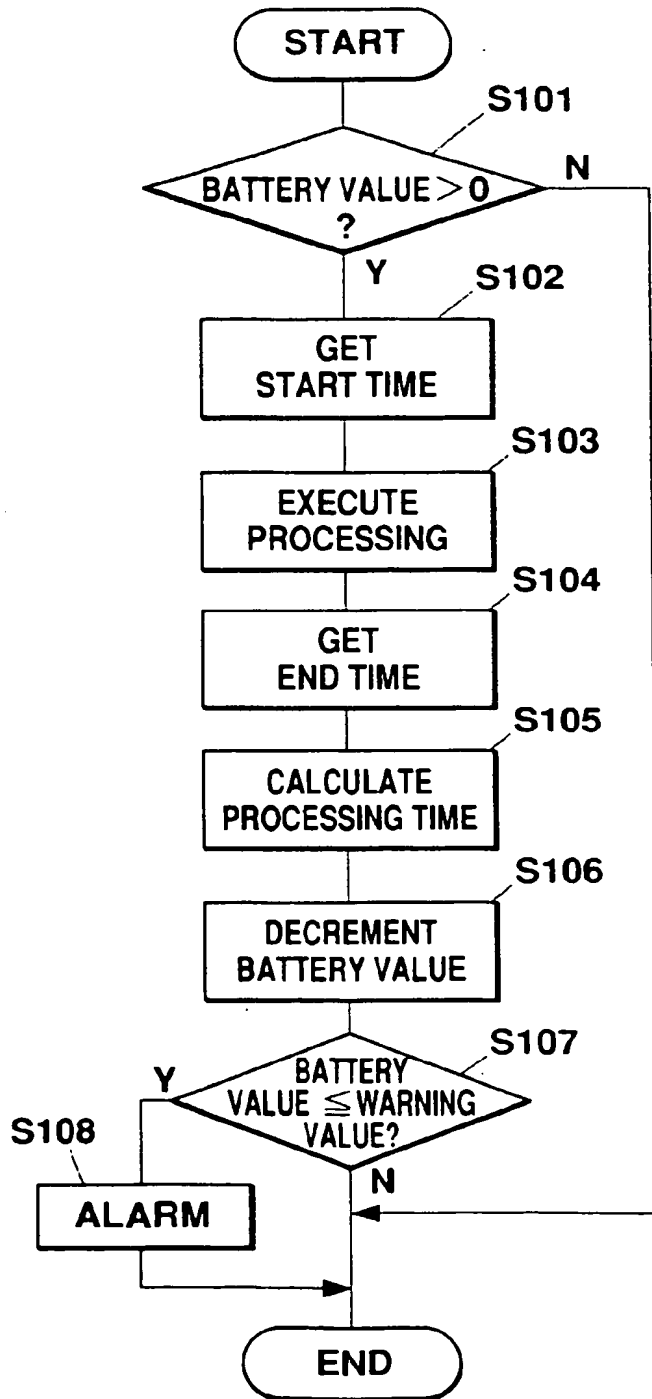 START
S101
BATTERY VALUE > 0
?
N
Y
S102
GET
START TIME
S103
EXECUTE
PROCESSING
S104
GET
END TIME
S105
CALCULATE
PROCESSING TIME
S106
DECREMENT
BATTERY VALUE
S107
BATTERY
VALUE ≦ WARNING
VALUE?
Y
N
S108
ALARM
END